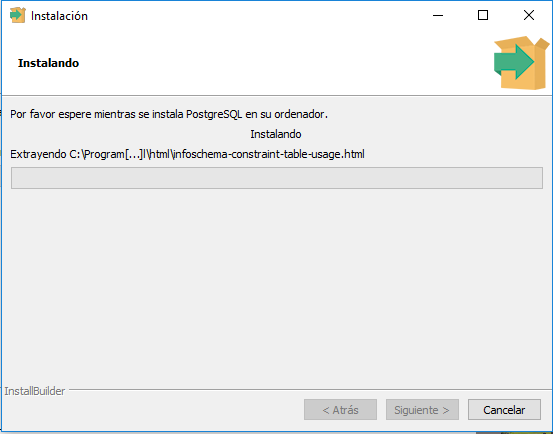 Instalación
Instalando
Por favor espere mientras se instala PostgreSQL en su ordenador.
Instalando
Extrayendo C:\Program[...]l\html\infoschema-constraint-table-usage.html
InstallBuilder
< Atrás
Siguiente >
Cancelar